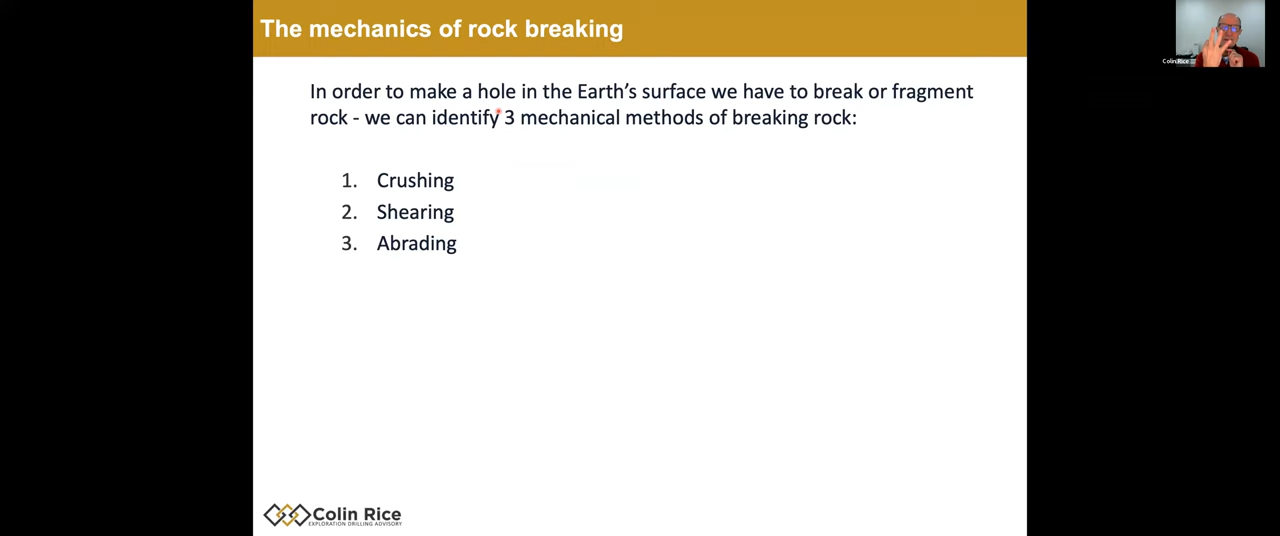 The mechanics of rock breaking
In order to make a hole in the Earth's surface we have to break or fragment
rock - we can identify 3 mechanical methods of breaking rock:
1. Crushing
2. Shearing
3. Abrading
Colin Rice
EXPLORATION DRILLING ADVISORY
Colin Rice